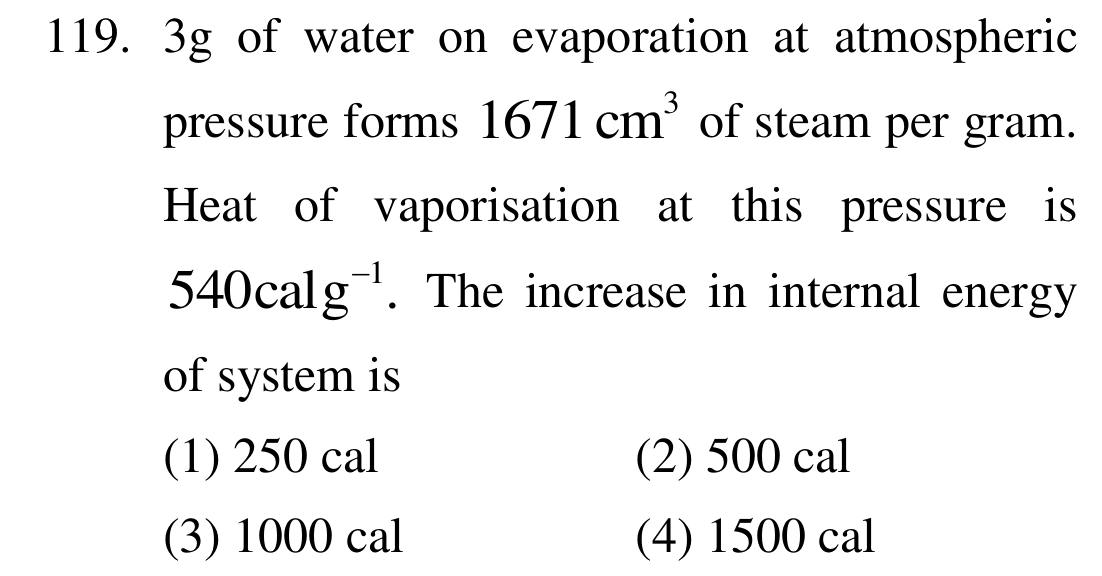 119. 3g of water on evaporation at atmospheric
pressure forms 1671 cm³ of steam per gram.
Heat of vaporisation at this pressure is
540calg⁻¹. The increase in internal energy
of system is
(1) 250 cal (2) 500 cal
(3) 1000 cal (4) 1500 cal